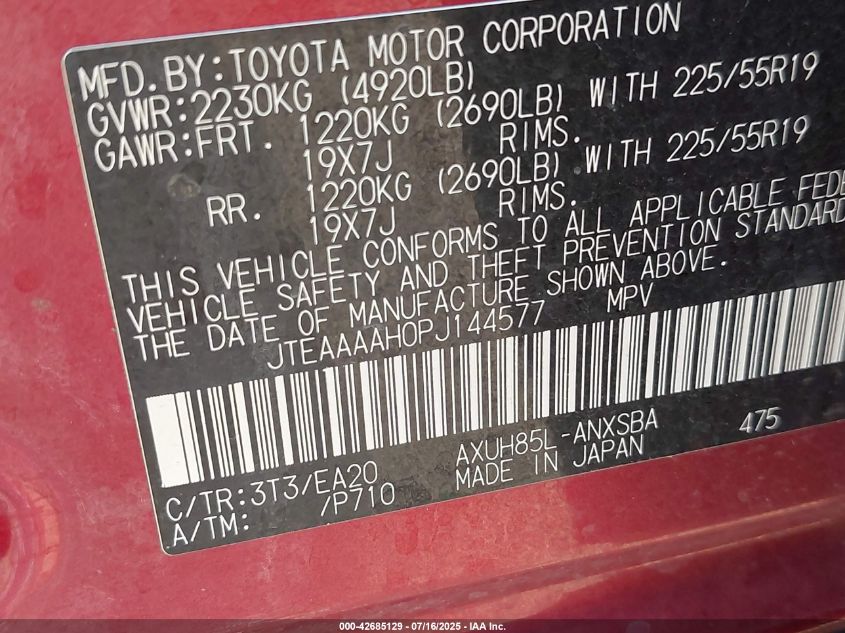 MFD.BY:TOYOTA MOTOR CORPORATION
GVWR:2230KG (4920LB)
GAWR:FRT. 1220KG (2690LB) WITH 225/55R19
19X7J RIMS.
RR. 1220KG (2690LB) WITH 225/55R19
19X7J RIMS.
THIS VEHICLE CONFORMS TO ALL APPLICABLE
VEHICLE SAFETY AND THEFT PREVENTION STANDARD
THE DATE OF MANUFACTURE SHOWN ABOVE.
JTEAAAAH0PJ144577 MPV
C/TR:3T3/EA20 AXUH85L-ANXSBA 475
A/TM: /P710 MADE IN JAPAN
000-42685129 - 07/16/2025 - IAA Inc.